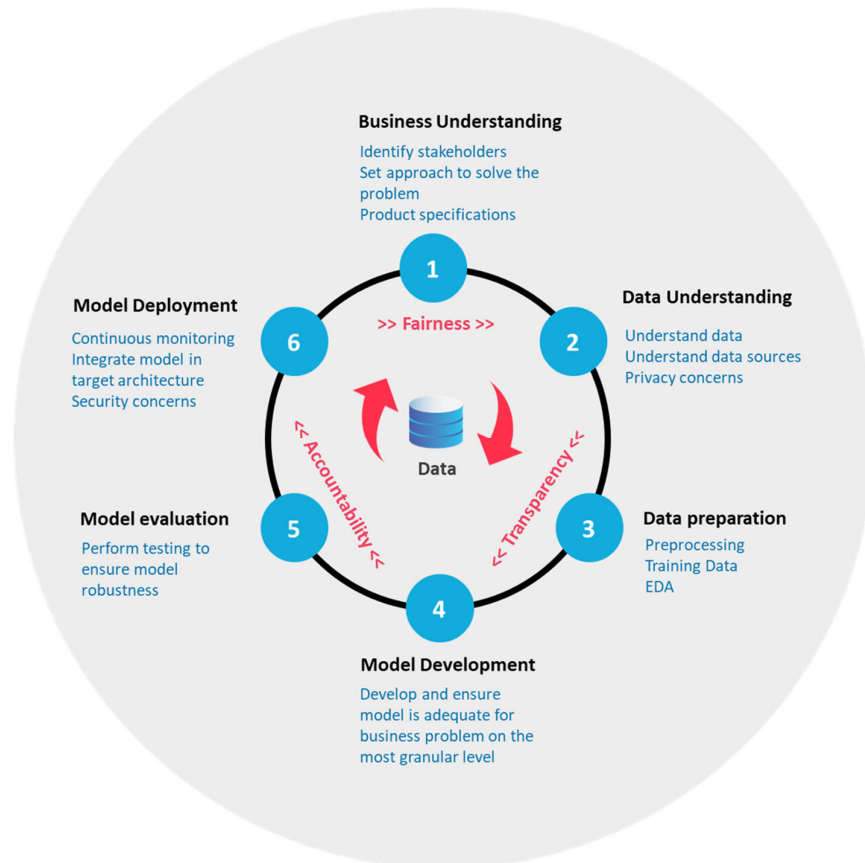 Business Understanding
Identify stakeholders
Set approach to solve the
problem
Product specifications
1
>> Fairness >>
Data Understanding
2
Understand data
Understand data sources
Privacy concerns
Data preparation
3
Preprocessing
Training Data
EDA
<< Transparency <<
4
Model Development
Develop and ensure
model is adequate for
business problem on the
most granular level
Model evaluation
5
Perform testing to
ensure model
robustness
<< Accountability <<
Model Deployment
6
Continuous monitoring
Integrate model in
target architecture
Security concerns
Data